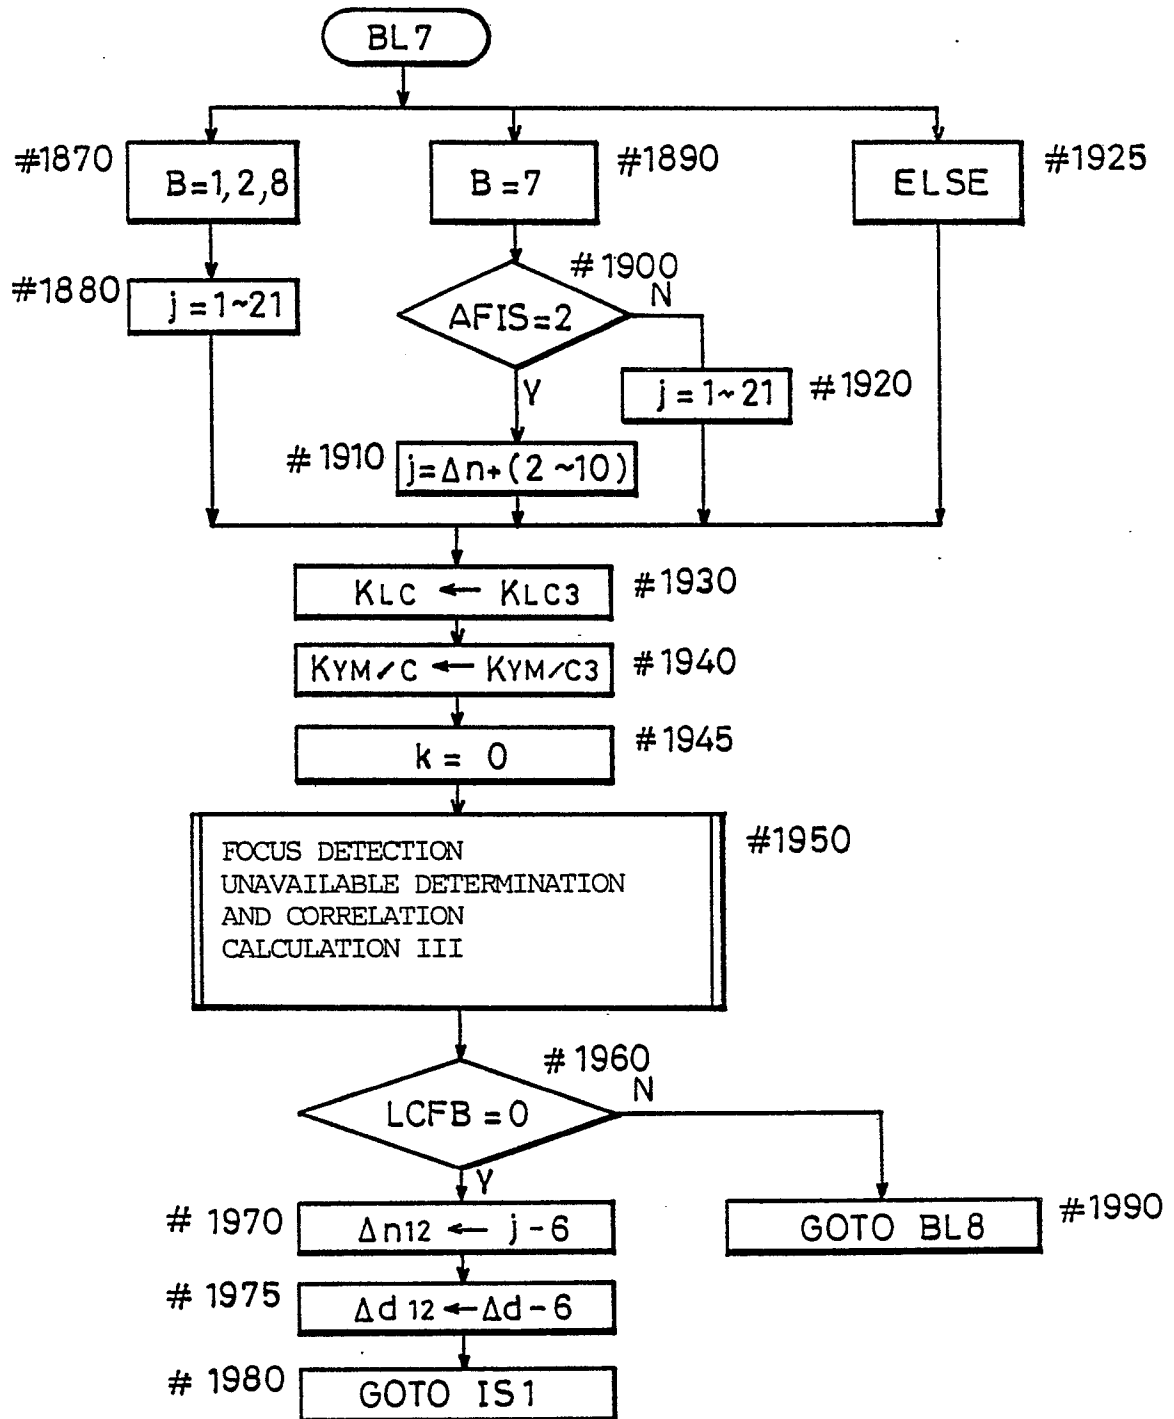 BL7
#1870
B=1,2,8
B=7
#1890
ELSE
#1925
#1880
j=1~21
#1900
AFIS=2
N
Y
j=1~21
#1920
#1910
j=Δn+(2~10)
KLC ← KLC3
#1930
KYM/C ← KYM/C3
#1940
k= 0
#1945
FOCUS DETECTION
UNAVAILABLE DETERMINATION
AND CORRELATION
CALCULATION III
#1950
#1960
LCFB=0
N
Y
# 1970
Δn12 ← j-6
GOTO BL8
#1990
# 1975
Δd12←Δd-6
# 1980
GOTO IS1